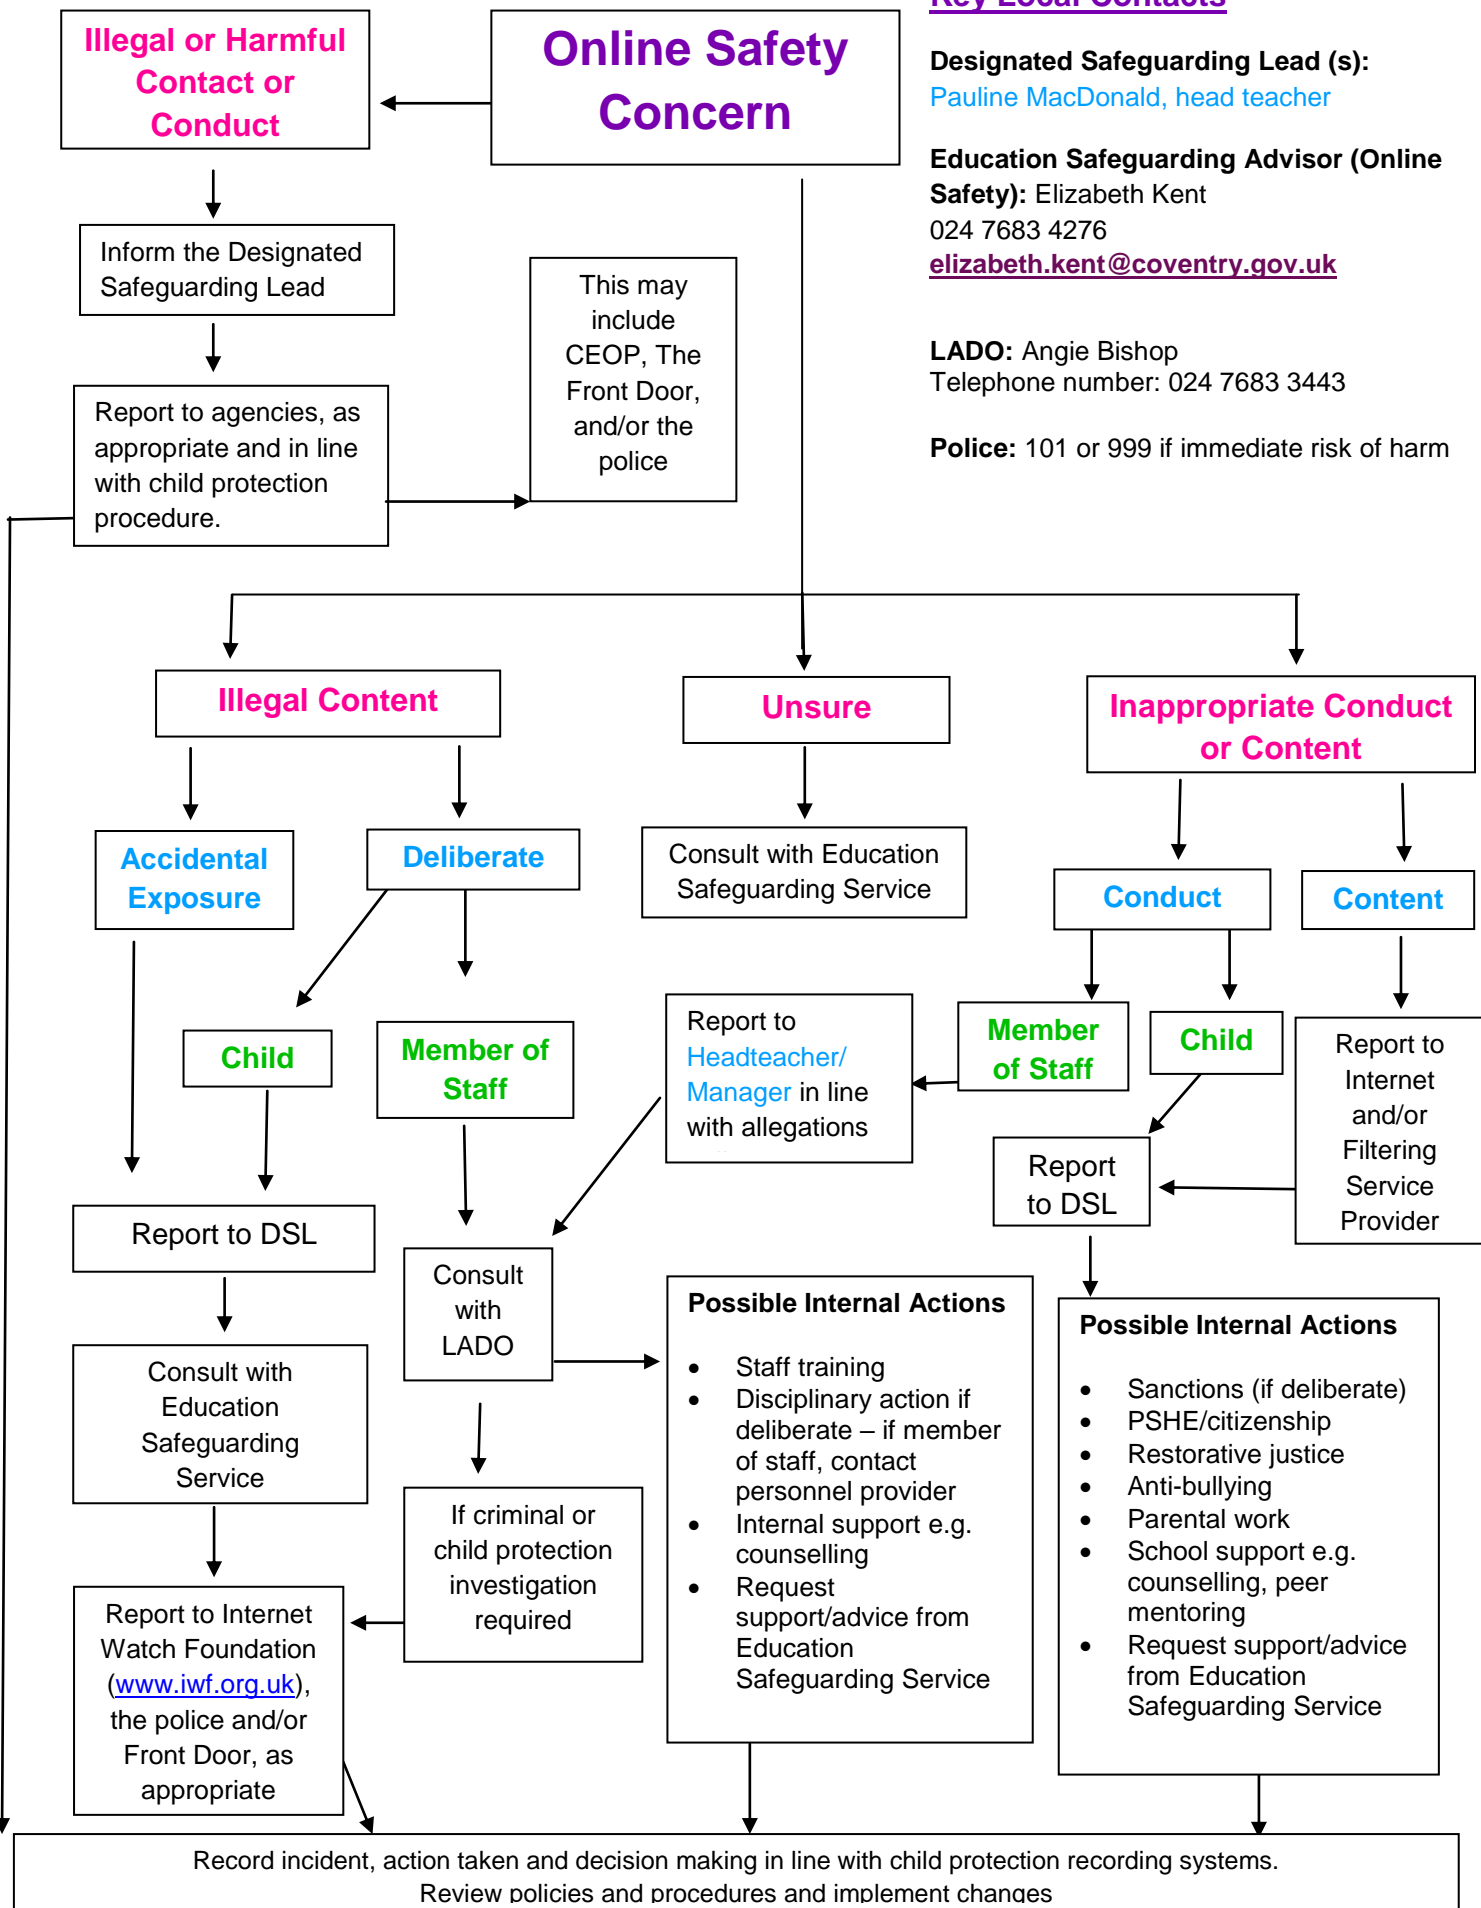 Key Local Contacts
Illegal or Harmful
Contact or
Conduct
Online Safety
Concern
Designated Safeguarding Lead (s):
Pauline MacDonald, head teacher
Education Safeguarding Advisor (Online
Safety): Elizabeth Kent
024 7683 4276
elizabeth.kent@coventry.gov.uk
LADO: Angie Bishop
Telephone number: 024 7683 3443
Police: 101 or 999 if immediate risk of harm
Inform the Designated
Safeguarding Lead
This may
include
CEOP, The
Front Door,
and/or the
police
Report to agencies, as
appropriate and in line
with child protection
procedure.
Illegal Content
Unsure
Inappropriate Conduct
or Content
Accidental
Exposure
Deliberate
Consult with Education
Safeguarding Service
Conduct
Content
Child
Member of
Staff
Report to
Headteacher/
Manager in line
with allegations
Member
of Staff
Child
Report to
Internet
and/or
Filtering
Service
Provider
Report
to DSL
Report to DSL
Consult
with
LADO
Consult with
Education
Safeguarding
Service
If criminal or
child protection
investigation
required
Report to Internet
Watch Foundation
(www.iwf.org.uk),
the police and/or
Front Door, as
appropriate
Possible Internal Actions
• Staff training
• Disciplinary action if
deliberate – if member
of staff, contact
personnel provider
• Internal support e.g.
counselling
• Request
support/advice from
Education
Safeguarding Service
Possible Internal Actions
• Sanctions (if deliberate)
• PSHE/citizenship
• Restorative justice
• Anti-bullying
• Parental work
• School support e.g.
counselling, peer
mentoring
• Request support/advice
from Education
Safeguarding Service
Record incident, action taken and decision making in line with child protection recording systems.
Review policies and procedures and implement changes